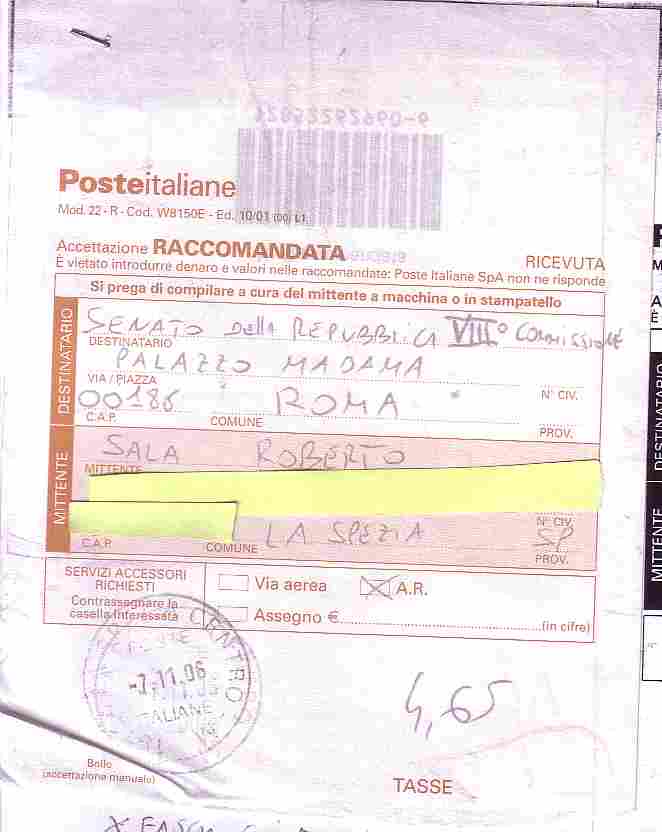 Posteitaliane
Mod. 22 - R - Cod. W8150E - Ed. 10/01
Accettazione RACCOMANDATA
RICEVUTA
È vietato introdurre denaro e valori nelle raccomandate: Poste Italiane SpA non ne risponde
Si prega di compilare a cura del mittente a macchina o in stampatello
DESTINATARIO
SENATO della REPUBBLICA VIII° COMMISSIONE
DESTINATARIO
PALAZZO MADAMA
VIA / PIAZZA N° CIV.
00186 ROMA
C.A.P. COMUNE PROV.
MITTENTE
SALA ROBERTO
MITTENTE
N° CIV.
LA SPEZIA SP
C.A.P. COMUNE PROV.
SERVIZI ACCESSORI RICHIESTI
Contrassegnare la casella interessata
Via aerea A.R.
Assegno € (in cifre)
CENTRO
POSTE
-7.11.06
ITALIANE
4,65
Bollo
(accettazione manuale)
TASSE
DESTINATARIO
MITTENTE